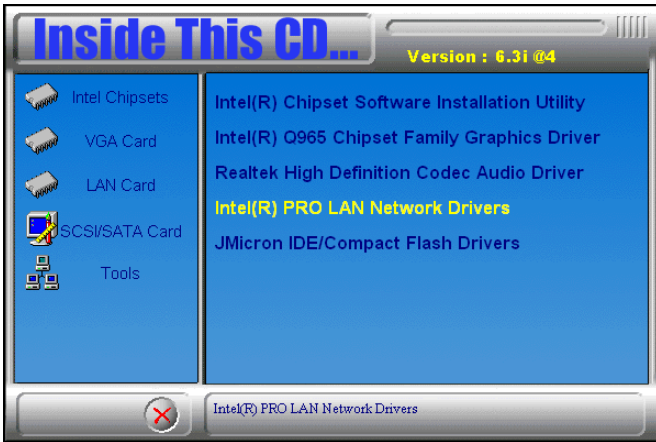 Inside This CD...
Version : 6.3i @4
Intel Chipsets
VGA Card
LAN Card
SCSI/SATA Card
Tools
Intel(R) Chipset Software Installation Utility
Intel(R) Q965 Chipset Family Graphics Driver
Realtek High Definition Codec Audio Driver
Intel(R) PRO LAN Network Drivers
JMicron IDE/Compact Flash Drivers
Intel(R) PRO LAN Network Drivers